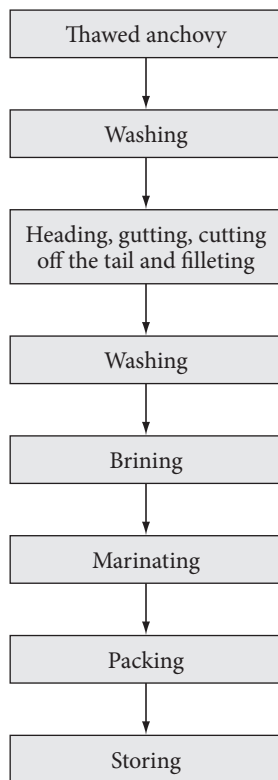 Thawed anchovy
Washing
Heading, gutting, cutting
off the tail and filleting
Washing
Brining
Marinating
Packing
Storing